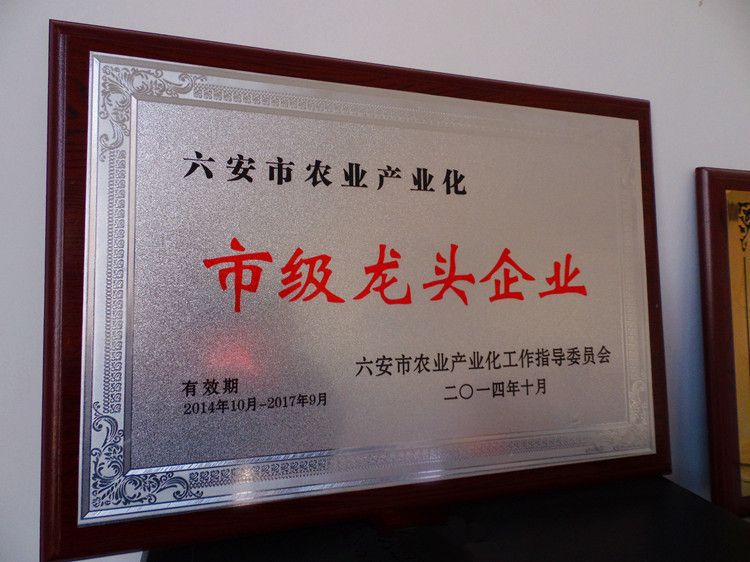 六安市农业产业化
市级龙头企业
六安市农业产业化工作指导委员会
二〇一四年十月
有效期
2014年10月-2017年9月